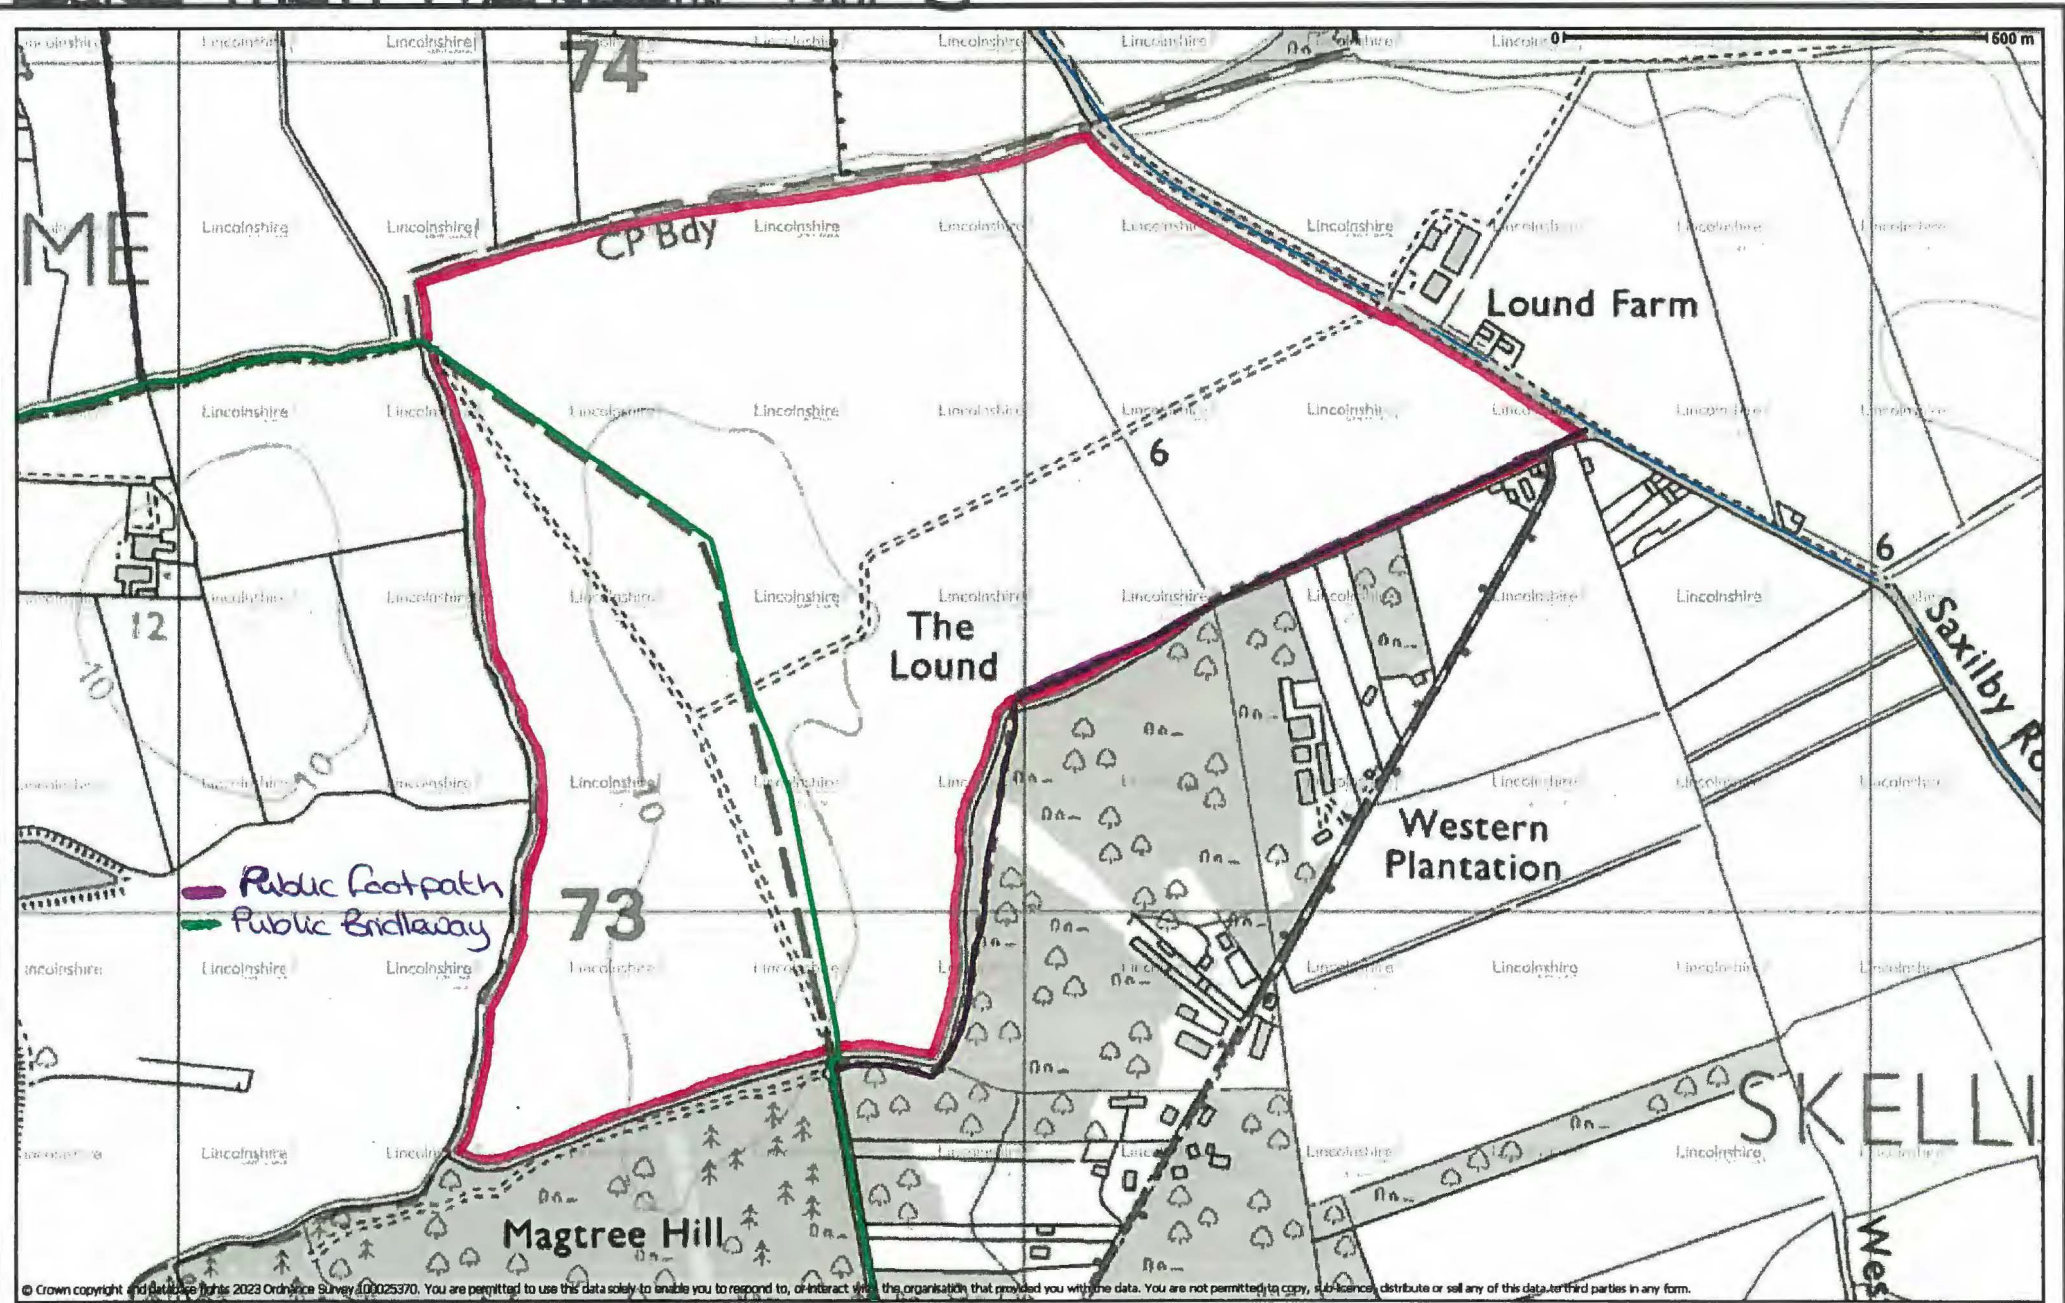 74
0 500 m
ME
CP Bdy
Lound Farm
6
6
The
Lound
12
10
10
10
Saxilby Ro
Western
Plantation
Public footpath
Public Bridleway
73
SKELLI
Magtree Hill
Wes
Lincolnshire
© Crown copyright and database rights 2023 Ordnance Survey 100025370. You are permitted to use this data solely to enable you to respond to, or interact with, the organisation that provided you with the data. You are not permitted to copy, sub-licence, distribute or sell any of this data to third parties in any form.